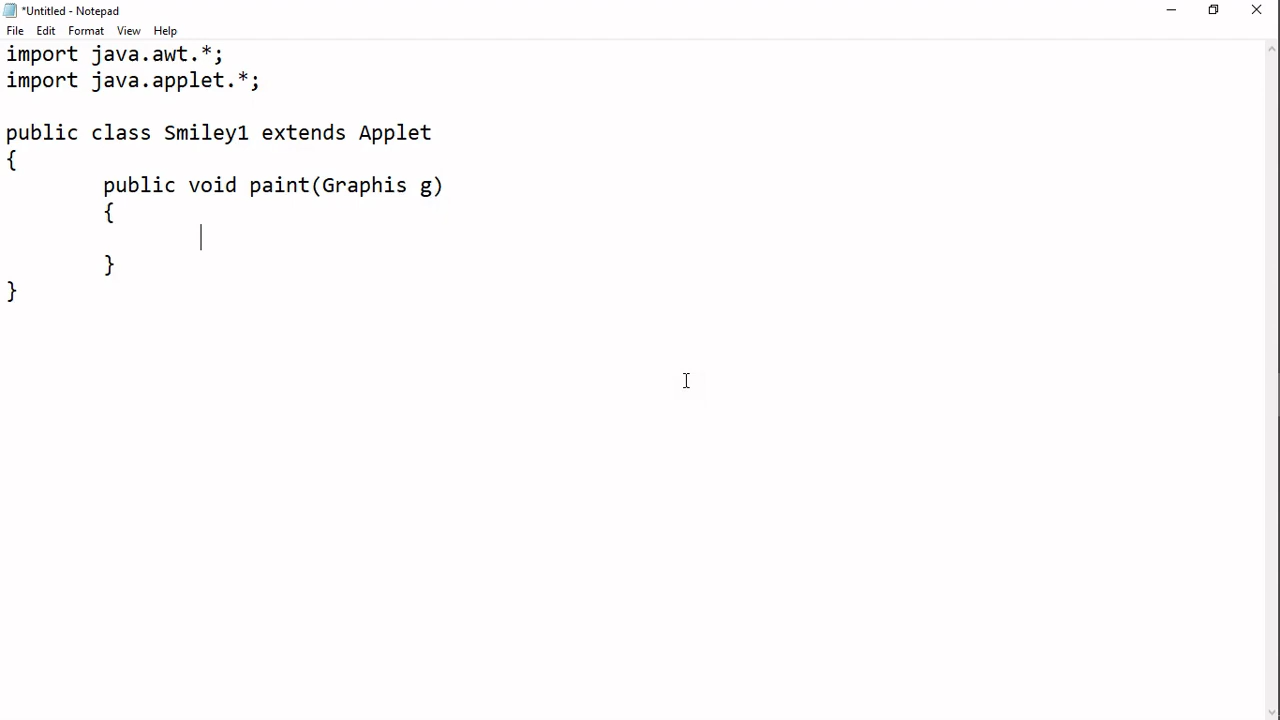 *Untitled - Notepad
File Edit Format View Help
import java.awt.*;
import java.applet.*;
public class Smiley1 extends Applet
{
public void paint(Graphis g)
{
}
}